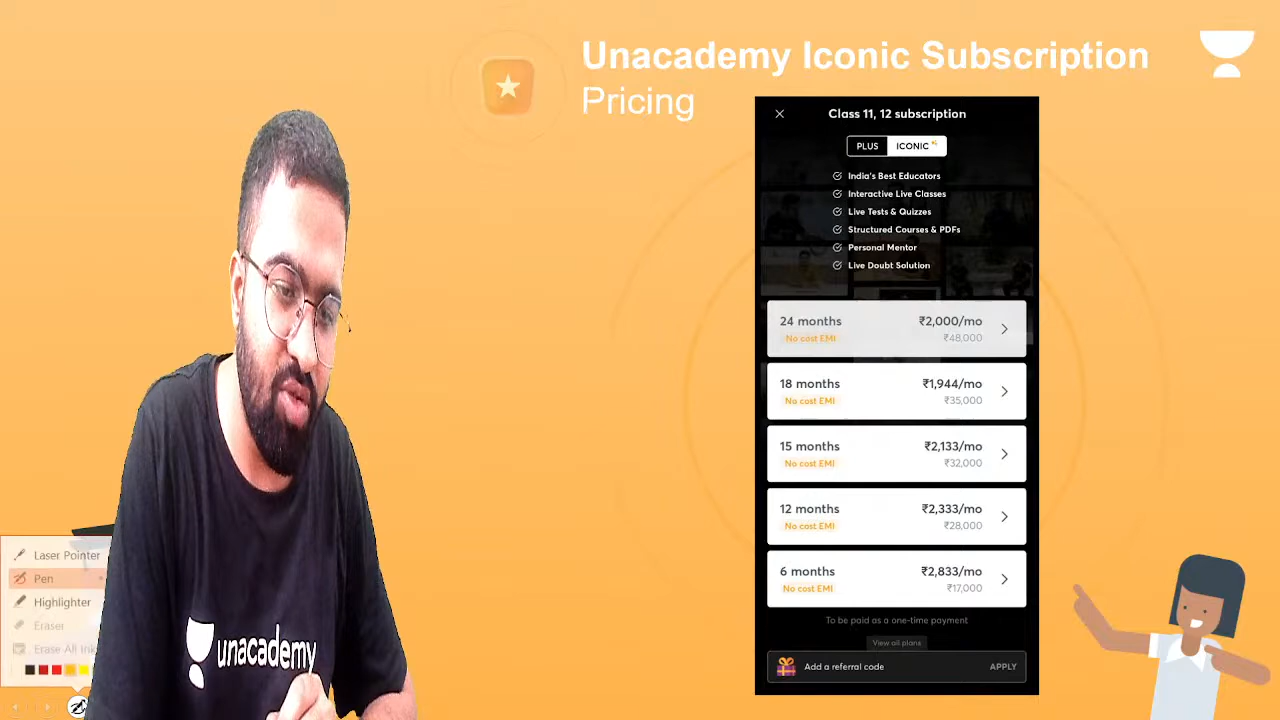 Unacademy Iconic Subscription
Pricing
Class 11, 12 subscription
PLUS
ICONIC
India's Best Educators
Interactive Live Classes
Live Tests & Quizzes
Structured Courses & PDFs
Personal Mentor
Live Doubt Solution
24 months ₹2,000/mo
No cost EMI ₹48,000
18 months ₹1,944/mo
No cost EMI ₹35,000
15 months ₹2,133/mo
No cost EMI ₹32,000
12 months ₹2,333/mo
No cost EMI ₹28,000
6 months ₹2,833/mo
No cost EMI ₹17,000
To be paid as a one-time payment
View all plans
Add a referral code APPLY
Laser Pointer
Pen
Highlighter
Eraser
Erase All Ink
unacademy